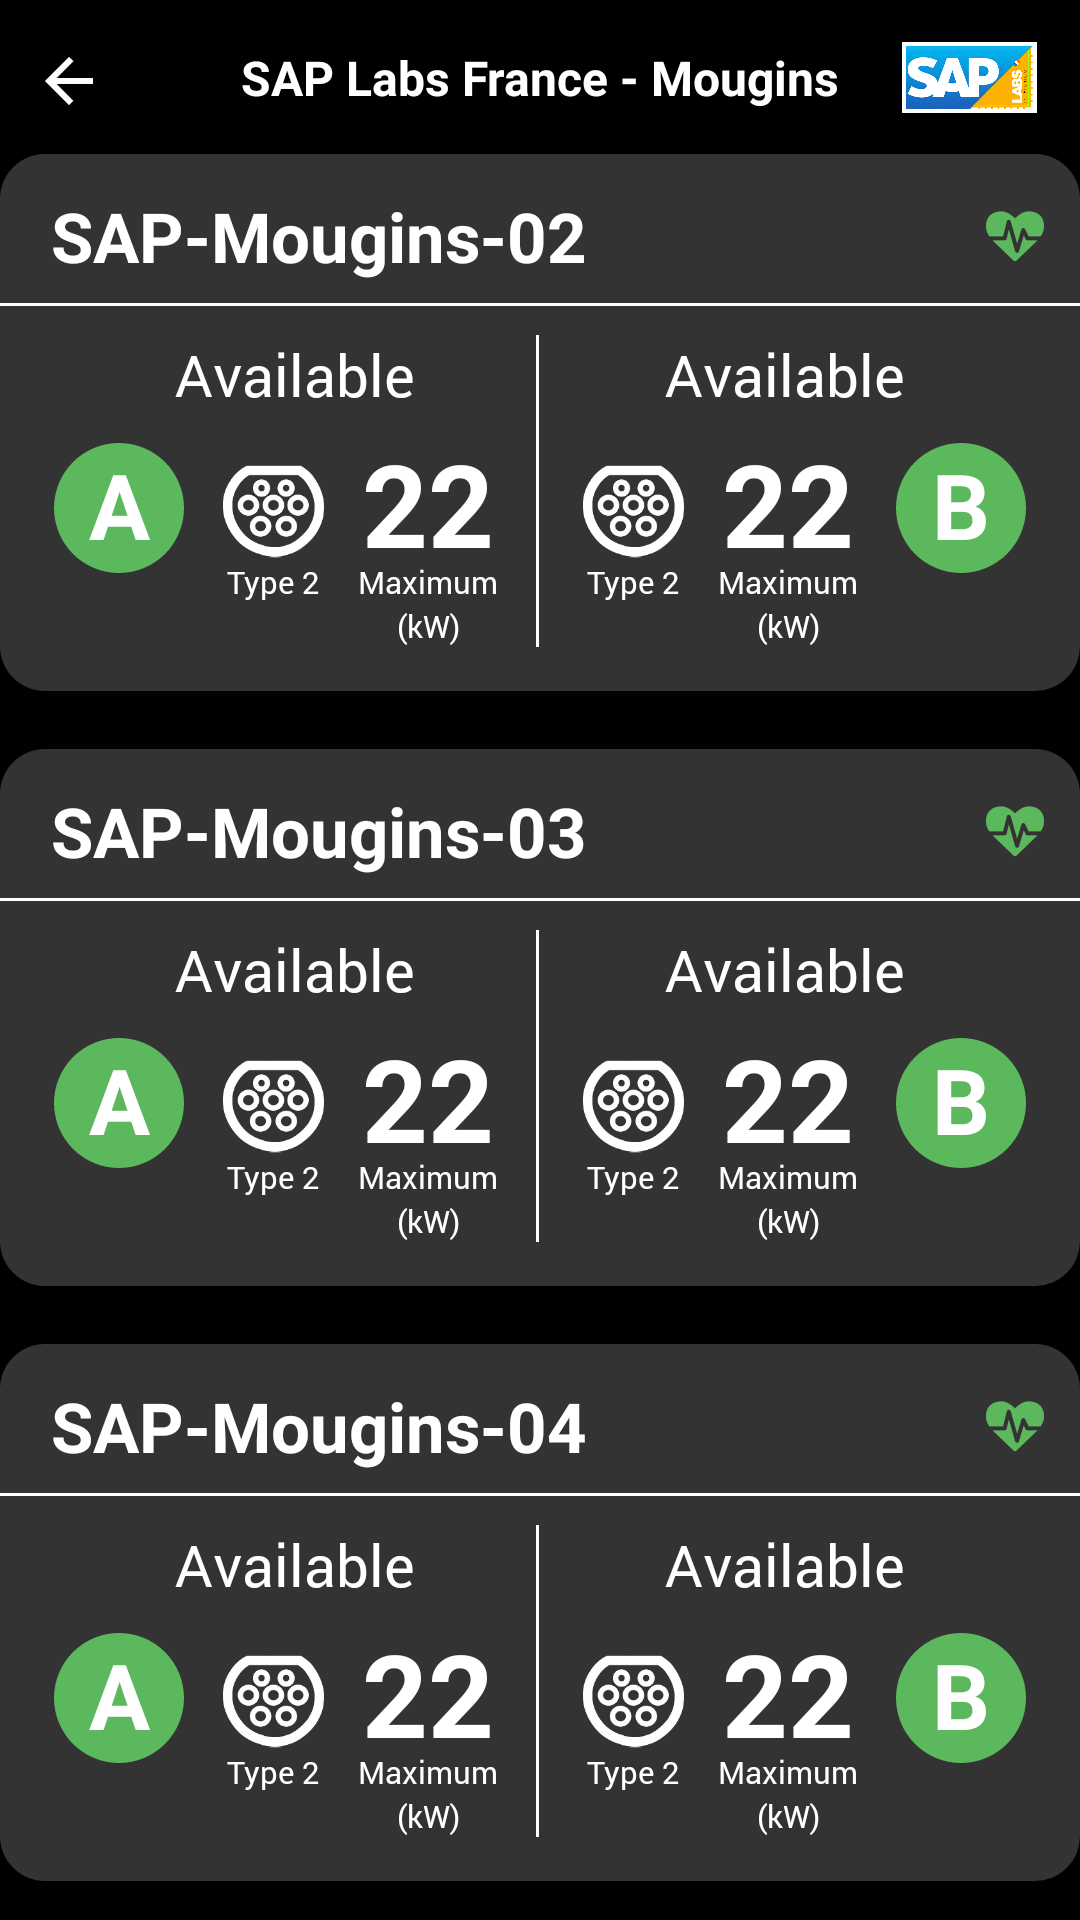 SAP Labs France - Mougins
SAP LABS
SAP-Mougins-02
Available Available
A Type 2 22 Maximum (kW) Type 2 22 Maximum (kW) B
SAP-Mougins-03
Available Available
A Type 2 22 Maximum (kW) Type 2 22 Maximum (kW) B
SAP-Mougins-04
Available Available
A Type 2 22 Maximum (kW) Type 2 22 Maximum (kW) B